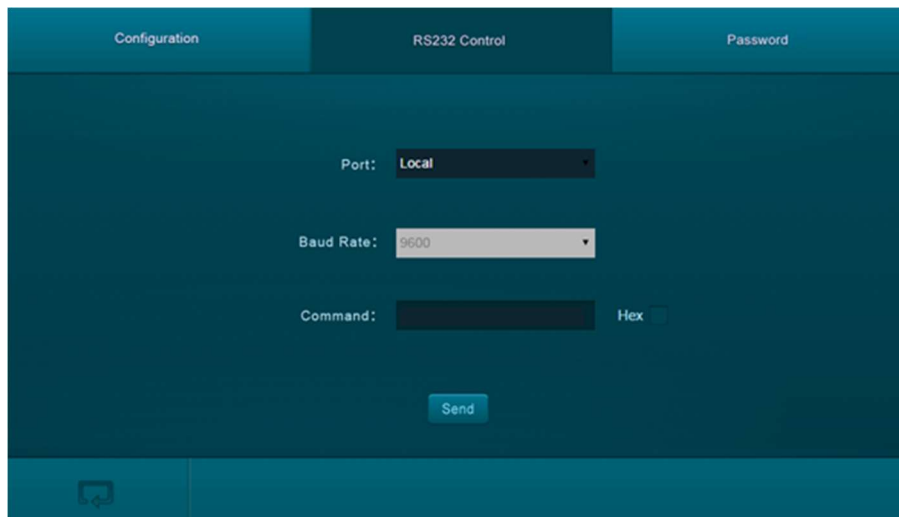 Configuration RS232 Control Password
Port: Local
Baud Rate: 9600
Command: Hex
Send